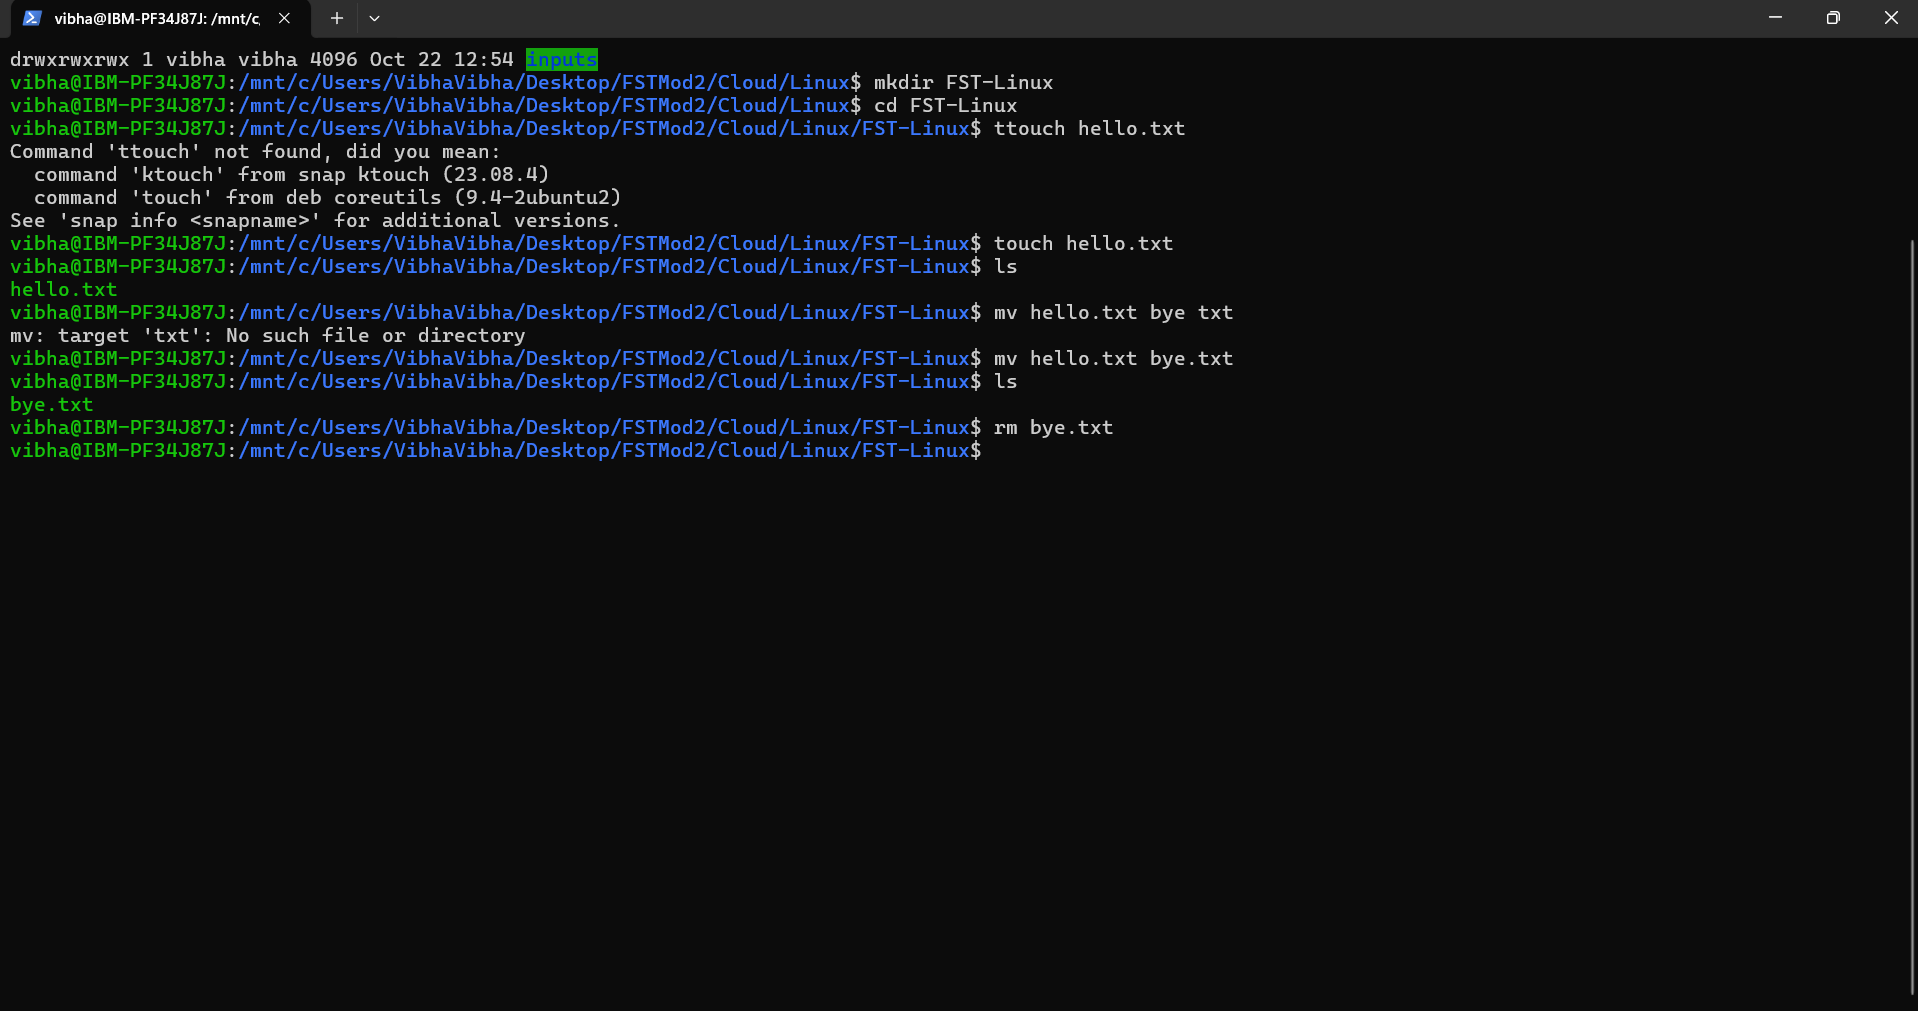 vibha@IBM-PF34J87J: /mnt/c,
drwxrwxrwx 1 vibha vibha 4096 Oct 22 12:54 inputs
vibha@IBM-PF34J87J:/mnt/c/Users/VibhaVibha/Desktop/FSTMod2/Cloud/Linux$ mkdir FST-Linux
vibha@IBM-PF34J87J:/mnt/c/Users/VibhaVibha/Desktop/FSTMod2/Cloud/Linux$ cd FST-Linux
vibha@IBM-PF34J87J:/mnt/c/Users/VibhaVibha/Desktop/FSTMod2/Cloud/Linux/FST-Linux$ ttouch hello.txt
Command 'ttouch' not found, did you mean:
  command 'ktouch' from snap ktouch (23.08.4)
  command 'touch' from deb coreutils (9.4-2ubuntu2)
See 'snap info <snapname>' for additional versions.
vibha@IBM-PF34J87J:/mnt/c/Users/VibhaVibha/Desktop/FSTMod2/Cloud/Linux/FST-Linux$ touch hello.txt
vibha@IBM-PF34J87J:/mnt/c/Users/VibhaVibha/Desktop/FSTMod2/Cloud/Linux/FST-Linux$ ls
hello.txt
vibha@IBM-PF34J87J:/mnt/c/Users/VibhaVibha/Desktop/FSTMod2/Cloud/Linux/FST-Linux$ mv hello.txt bye txt
mv: target 'txt': No such file or directory
vibha@IBM-PF34J87J:/mnt/c/Users/VibhaVibha/Desktop/FSTMod2/Cloud/Linux/FST-Linux$ mv hello.txt bye.txt
vibha@IBM-PF34J87J:/mnt/c/Users/VibhaVibha/Desktop/FSTMod2/Cloud/Linux/FST-Linux$ ls
bye.txt
vibha@IBM-PF34J87J:/mnt/c/Users/VibhaVibha/Desktop/FSTMod2/Cloud/Linux/FST-Linux$ rm bye.txt
vibha@IBM-PF34J87J:/mnt/c/Users/VibhaVibha/Desktop/FSTMod2/Cloud/Linux/FST-Linux$